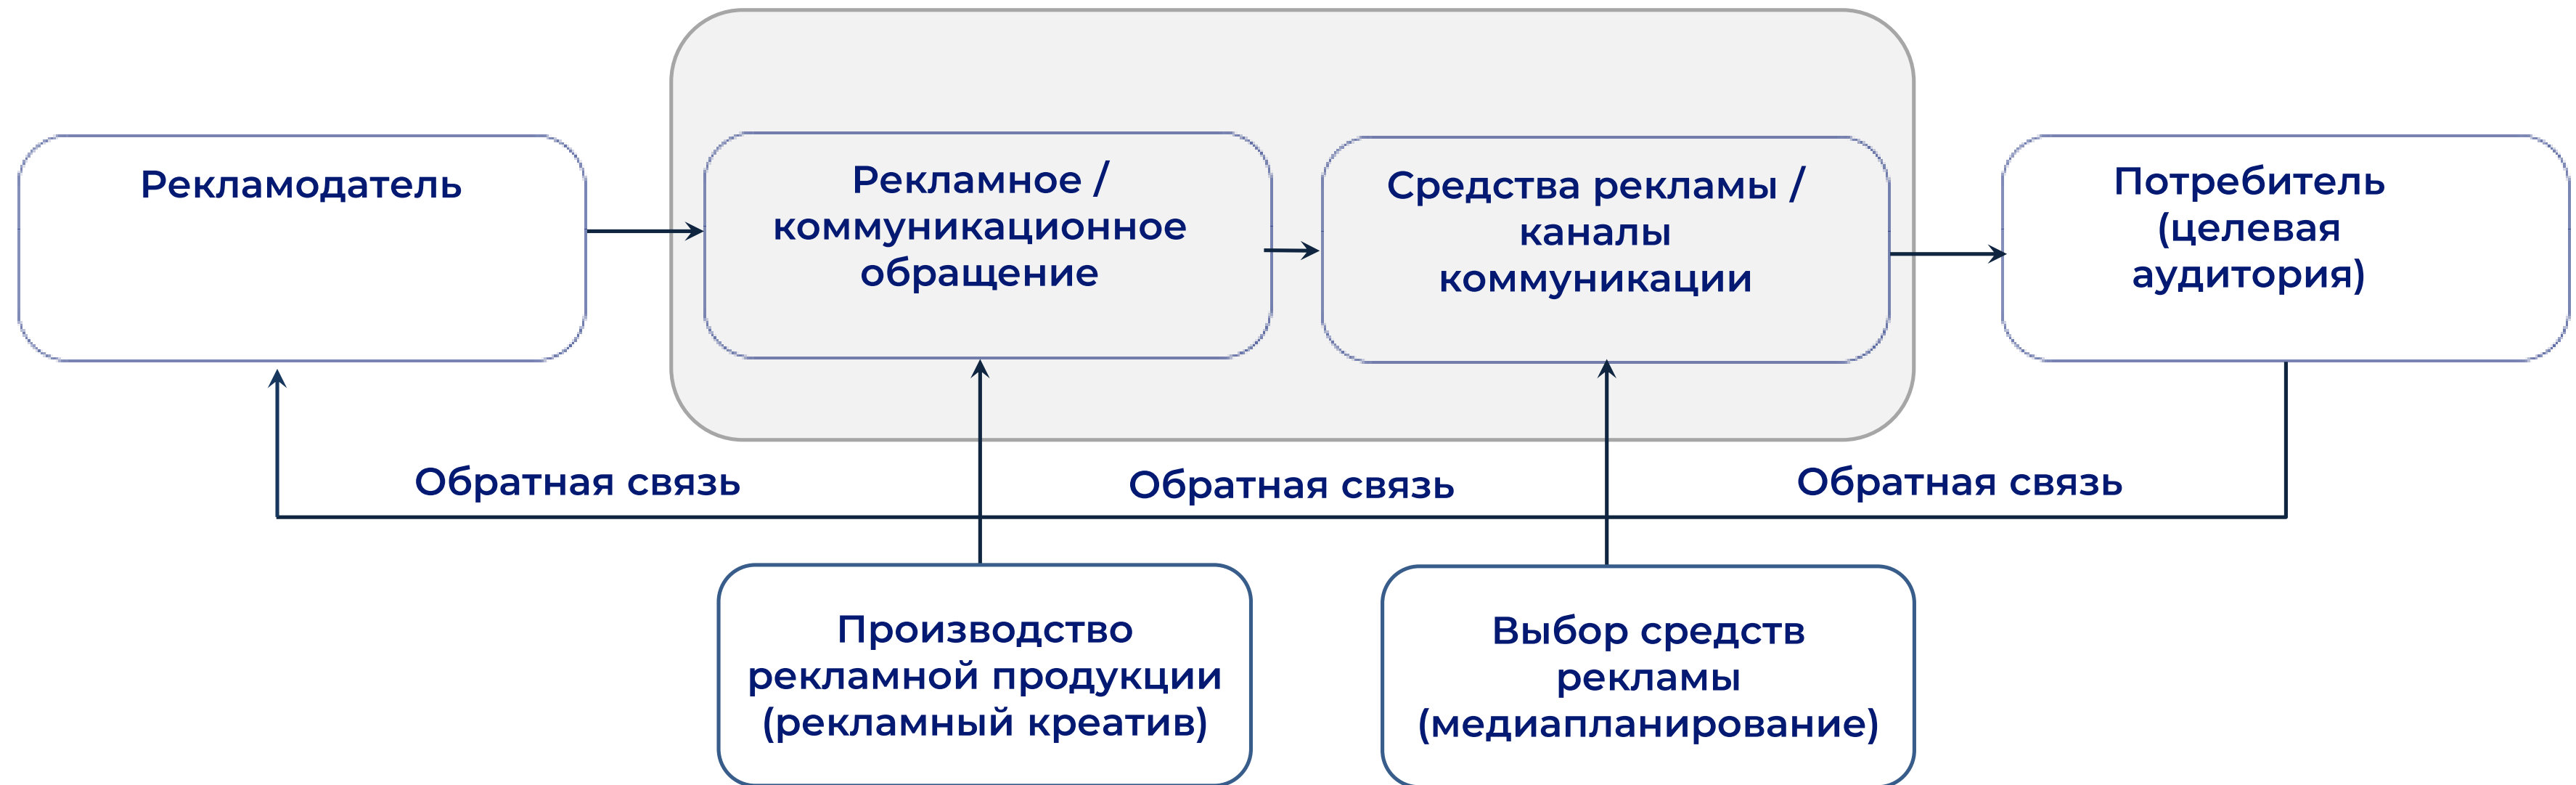 Рекламодатель
Рекламное /
коммуникационное
обращение
Средства рекламы /
каналы
коммуникации
Потребитель
(целевая
аудитория)
Обратная связь
Обратная связь
Обратная связь
Производство
рекламной продукции
(рекламный креатив)
Выбор средств
рекламы
(медиапланирование)